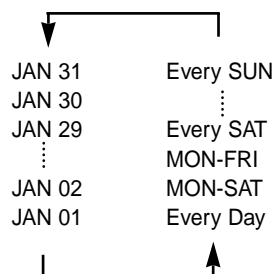 JAN 31 Every SUN
JAN 30
JAN 29 Every SAT
MON-FRI
JAN 02 MON-SAT
JAN 01 Every Day